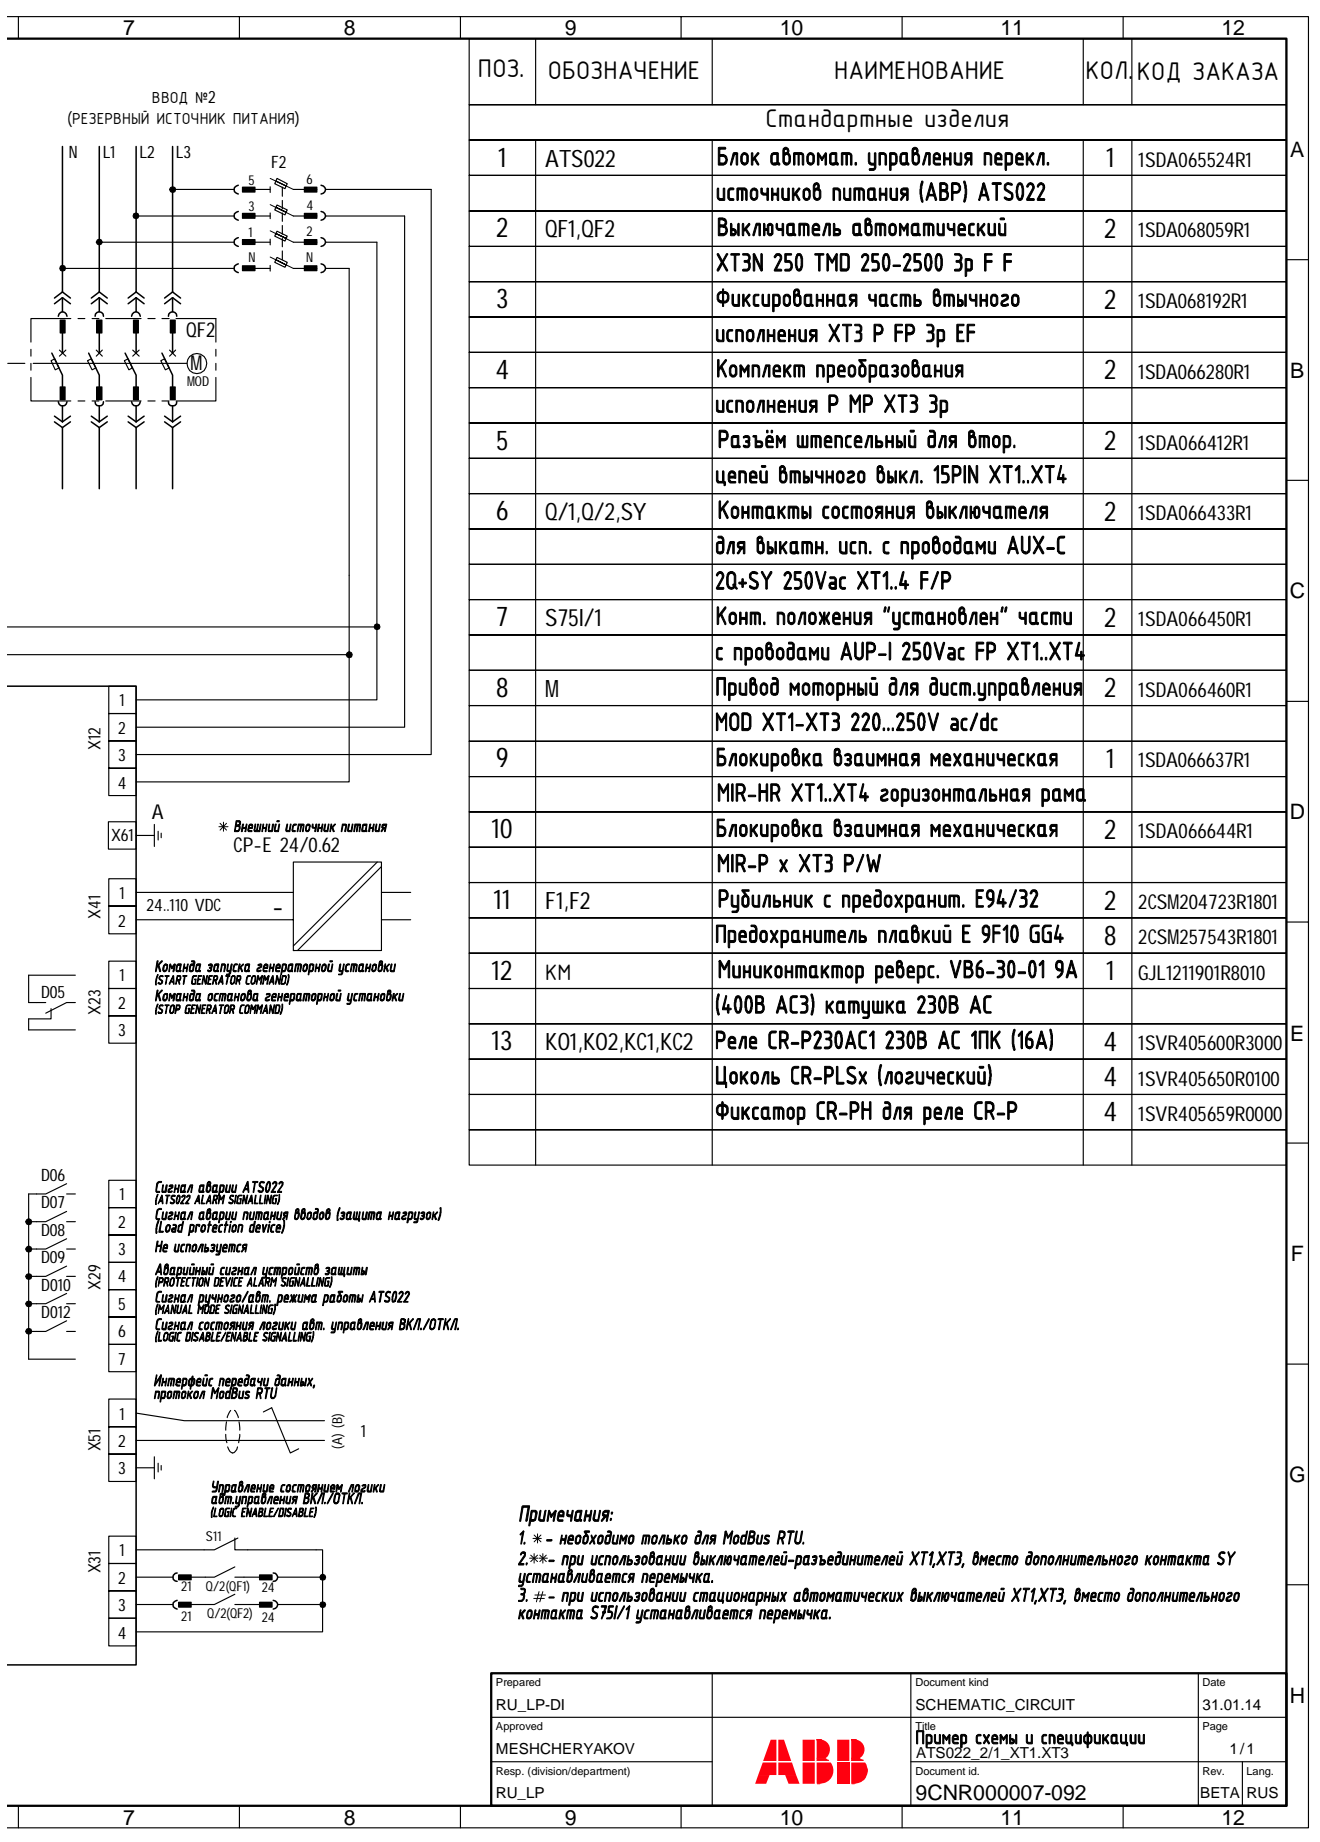 7 8 9 10 11 12
ВВОД №2
(РЕЗЕРВНЫЙ ИСТОЧНИК ПИТАНИЯ)
N L1 L2 L3
F2
5 6
3 4
1 2
N N
QF2
M
MOD
X12
1
2
3
4
X61
A
* Внешний источник питания
CP-E 24/0.62
X41
1
2
24..110 VDC
–
D05
X23
1
2
3
Команда запуска генераторной установки
(START GENERATOR COMMAND)
Команда останова генераторной установки
(STOP GENERATOR COMMAND)
D06
D07
D08
D09
D010
D012
X29
1
2
3
4
5
6
7
Сигнал аварии ATS022
(ATS022 ALARM SIGNALLING)
Сигнал аварии питания вводов (защита нагрузок)
(Load protection device)
Не используется
Аварийный сигнал устройств защиты
(PROTECTION DEVICE ALARM SIGNALLING)
Сигнал ручного/авт. режима работы ATS022
(MANUAL MODE SIGNALLING)
Сигнал состояния логики авт. управления ВКЛ./ОТКЛ.
(LOGIC DISABLE/ENABLE SIGNALLING)
Интерфейс передачи данных,
протокол ModBus RTU
X51
1
2
3
(A) (B)
1
Управление состоянием логики
авт.управления ВКЛ./ОТКЛ.
(LOGIC ENABLE/DISABLE)
X31
1
2
3
4
S11
21 Q/2(QF1) 24
21 Q/2(QF2) 24
ПОЗ. ОБОЗНАЧЕНИЕ НАИМЕНОВАНИЕ КОЛ. КОД ЗАКАЗА
Стандартные изделия
1 ATS022 Блок автомат. управления перекл. 1 1SDA065524R1
источников питания (АВР) ATS022
2 QF1,QF2 Выключатель автоматический 2 1SDA068059R1
XT3N 250 TMD 250-2500 3p F F
3 Фиксированная часть втычного 2 1SDA068192R1
исполнения XT3 P FP 3p EF
4 Комплект преобразования 2 1SDA066280R1
исполнения P MP XT3 3p
5 Разъём штепсельный для втор. 2 1SDA066412R1
цепей втычного выкл. 15PIN XT1..XT4
6 Q/1,Q/2,SY Контакты состояния выключателя 2 1SDA066433R1
для выкатн. исп. с проводами AUX-C
2Q+SY 250Vac XT1..4 F/P
7 S75I/1 Конт. положения "установлен" части 2 1SDA066450R1
с проводами AUP-I 250Vac FP XT1..XT4
8 M Привод моторный для дист.управления 2 1SDA066460R1
MOD XT1-XT3 220...250V ac/dc
9 Блокировка взаимная механическая 1 1SDA066637R1
MIR-HR XT1..XT4 горизонтальная рама
10 Блокировка взаимная механическая 2 1SDA066644R1
MIR-P x XT3 P/W
11 F1,F2 Рубильник с предохранит. E94/32 2 2CSM204723R1801
Предохранитель плавкий E 9F10 GG4 8 2CSM257543R1801
12 KM Миниконтактор реверс. VB6-30-01 9A 1 GJL1211901R8010
(400В АС3) катушка 230В АС
13 KO1,KO2,KC1,KC2 Реле CR-P230AC1 230В АС 1ПК (16А) 4 1SVR405600R3000
Цоколь CR-PLSx (логический) 4 1SVR405650R0100
Фиксатор CR-PH для реле CR-P 4 1SVR405659R0000
A
B
C
D
E
F
G
H
Примечания:
1. * - необходимо только для ModBus RTU.
2.**- при использовании выключателей-разъединителей XT1,XT3, вместо дополнительного контакта SY
устанавливается перемычка.
3. # - при использовании стационарных автоматических выключателей XT1,XT3, вместо дополнительного
контакта S75I/1 устанавливается перемычка.
Prepared
RU_LP-DI
Approved
MESHCHERYAKOV
Resp. (division/department)
RU_LP
ABB
Document kind
SCHEMATIC_CIRCUIT
Title
Пример схемы и спецификации
ATS022_2/1_XT1.XT3
Document id.
9CNR000007-092
Date
31.01.14
Page
1/1
Rev. Lang.
BETA RUS
7 8 9 10 11 12